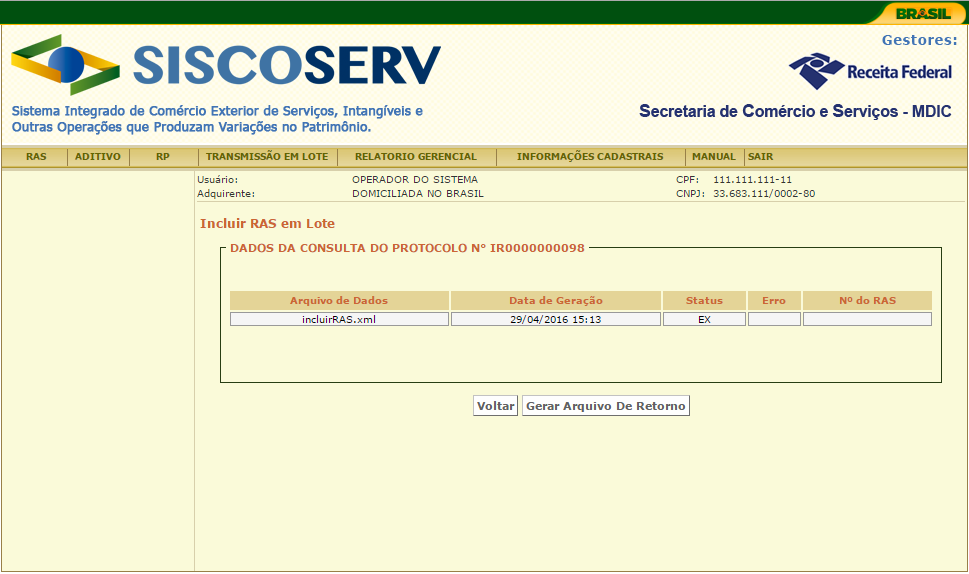 BRASIL
Gestores:
SISCOSERV
Receita Federal
Sistema Integrado de Comércio Exterior de Serviços, Intangíveis e
Outras Operações que Produzam Variações no Patrimônio.
Secretaria de Comércio e Serviços - MDIC
RAS ADITIVO RP TRANSMISSÃO EM LOTE RELATORIO GERENCIAL INFORMAÇÕES CADASTRAIS MANUAL SAIR
Usuário: OPERADOR DO SISTEMA CPF: 111.111.111-11
Adquirente: DOMICILIADA NO BRASIL CNPJ: 33.683.111/0002-80
Incluir RAS em Lote
DADOS DA CONSULTA DO PROTOCOLO Nº IR0000000098
Arquivo de Dados Data de Geração Status Erro Nº do RAS
incluirRAS.xml 29/04/2016 15:13 EX
Voltar Gerar Arquivo De Retorno